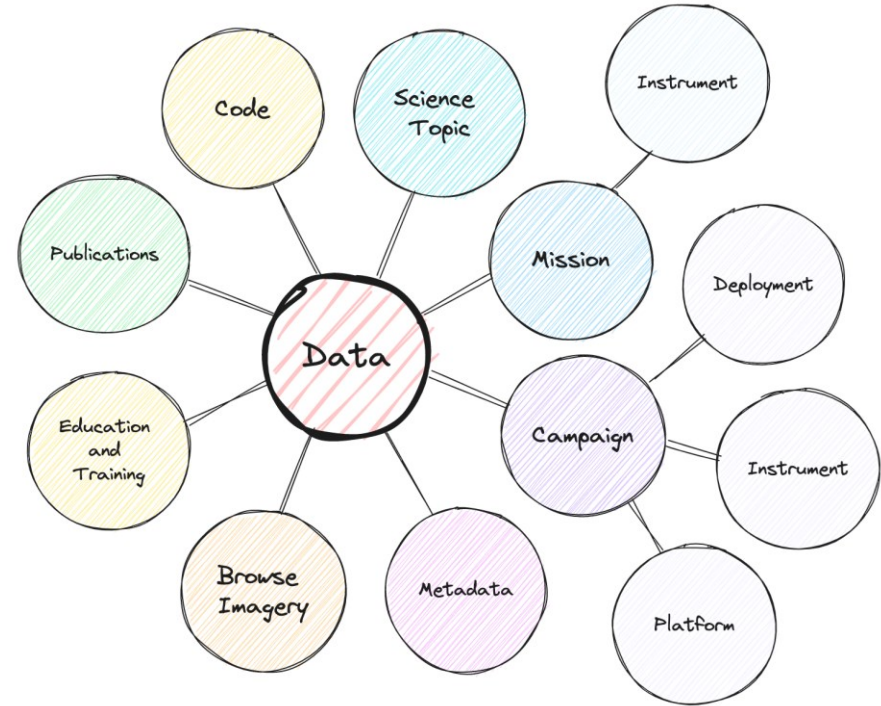 Code
Science
Topic
Instrument
Publications
Mission
Deployment
Data
Education
and
Training
Campaign
Instrument
Browse
Imagery
Metadata
Platform